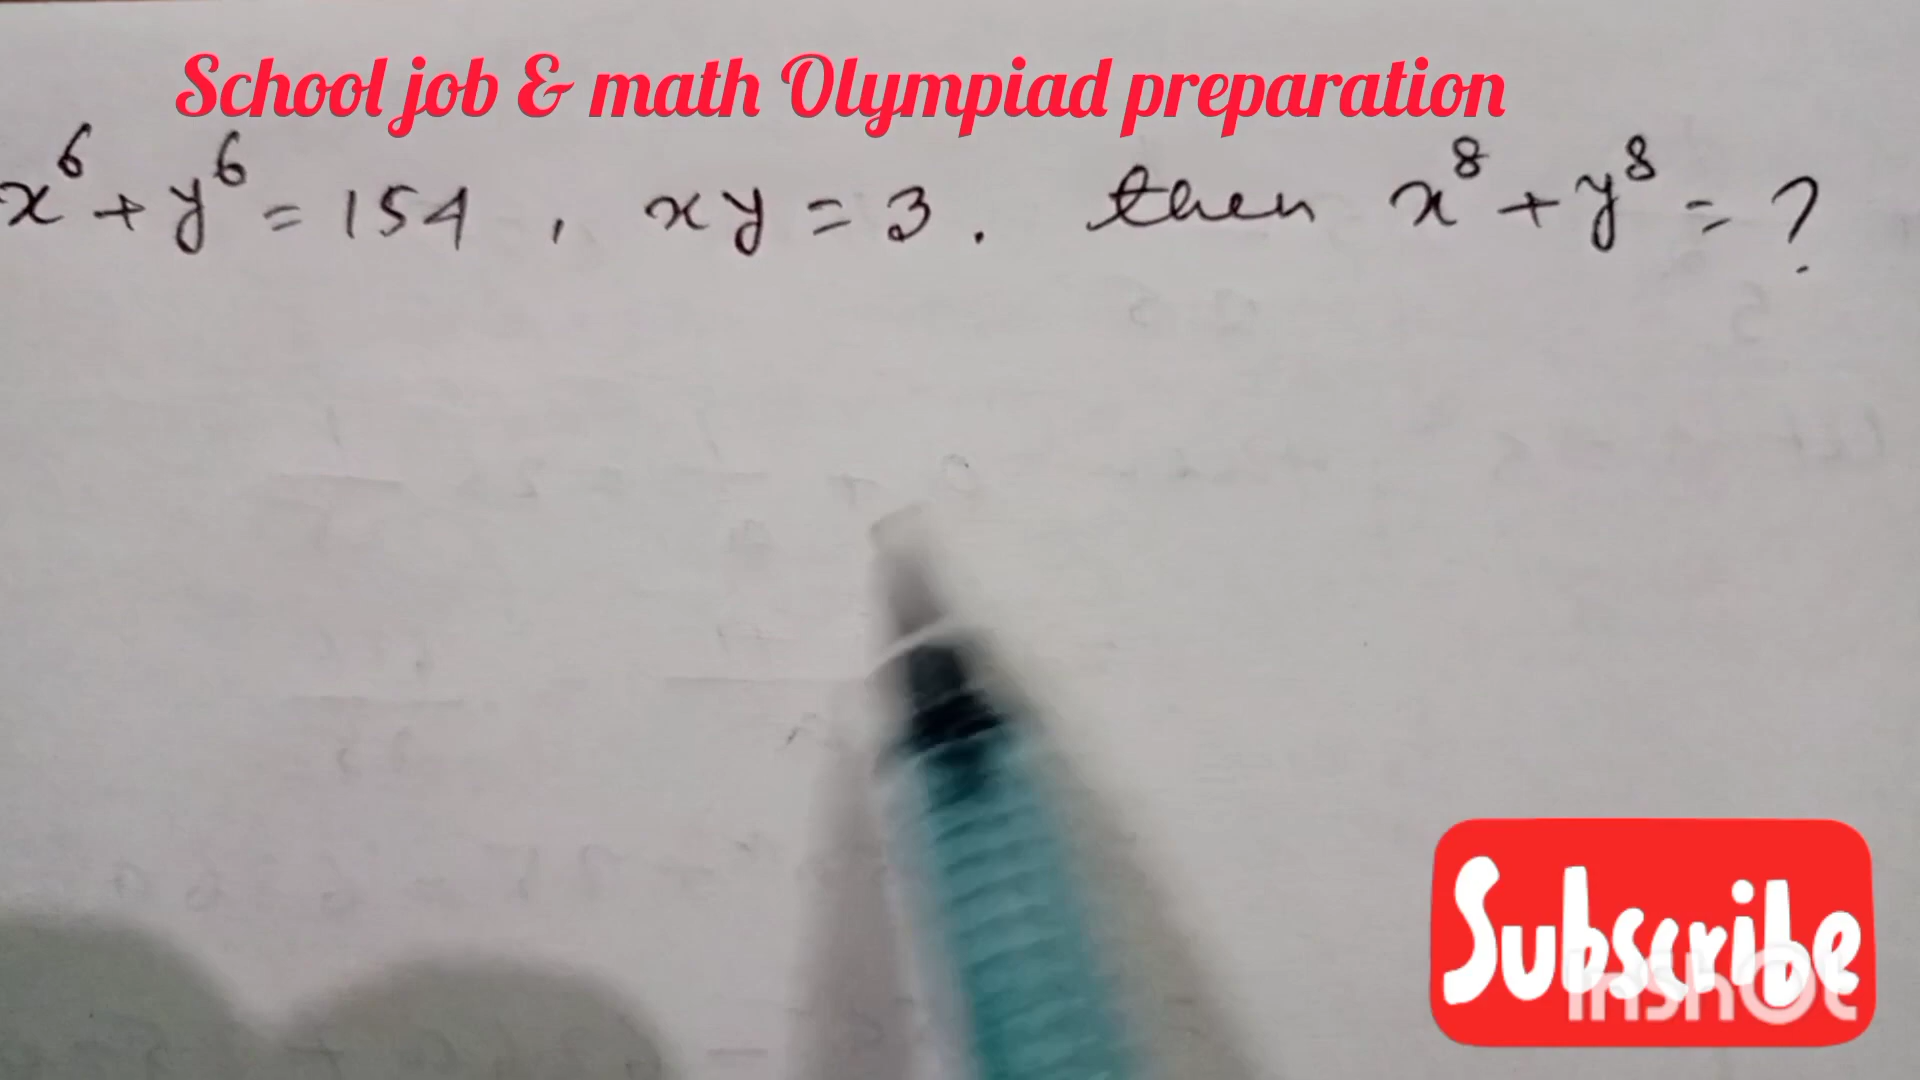 School job & math Olympiad preparation
x⁶ + y⁶ = 154 , xy = 3 . then x⁸ + y⁸ = ?
Subscribe
InShOt